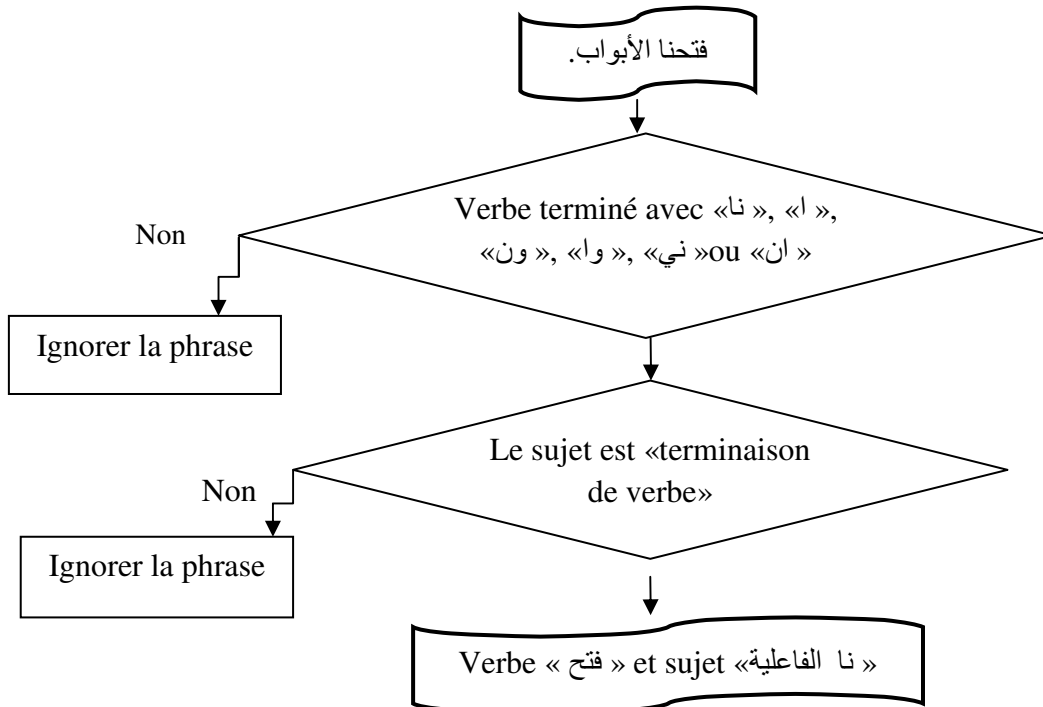 فتحنا الأبواب.
Verbe terminé avec «نا », «ا »,
«ون », «وا », «ني »ou «ان »
Non
Ignorer la phrase
Le sujet est «terminaison
de verbe»
Non
Ignorer la phrase
Verbe « فتح » et sujet «نا الفاعلية »